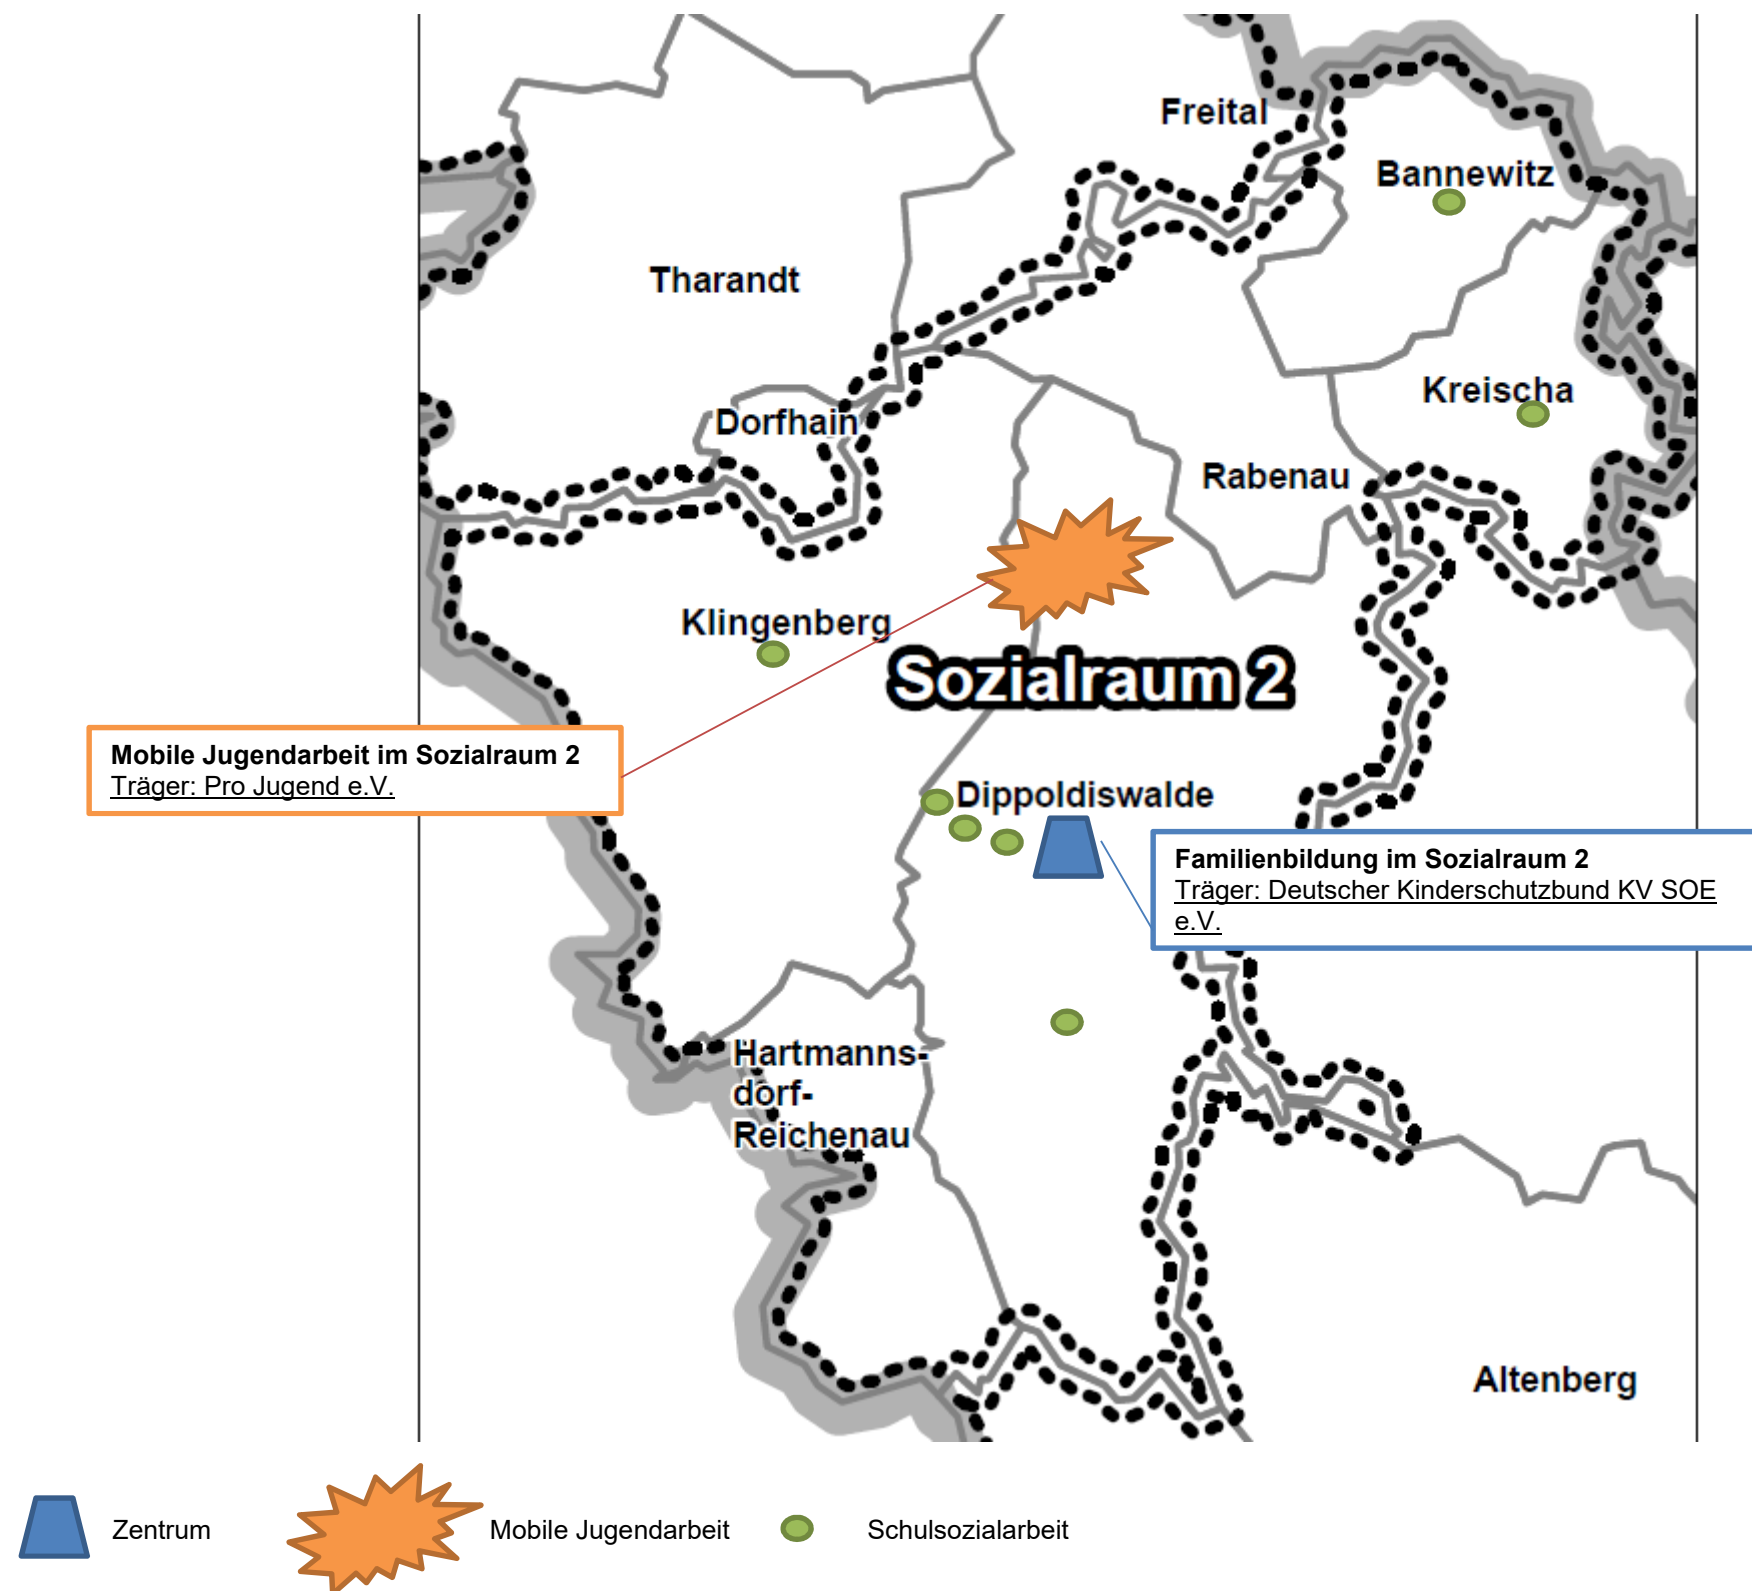 Freital
Bannewitz
Tharandt
Kreischa
Dorfhain
Rabenau
Klingenberg
Sozialraum 2
Mobile Jugendarbeit im Sozialraum 2
Träger: Pro Jugend e.V.
Dippoldiswalde
Familienbildung im Sozialraum 2
Träger: Deutscher Kinderschutzbund KV SOE
e.V.
Hartmanns-
dorf-
Reichenau
Altenberg
Zentrum
Mobile Jugendarbeit
Schulsozialarbeit